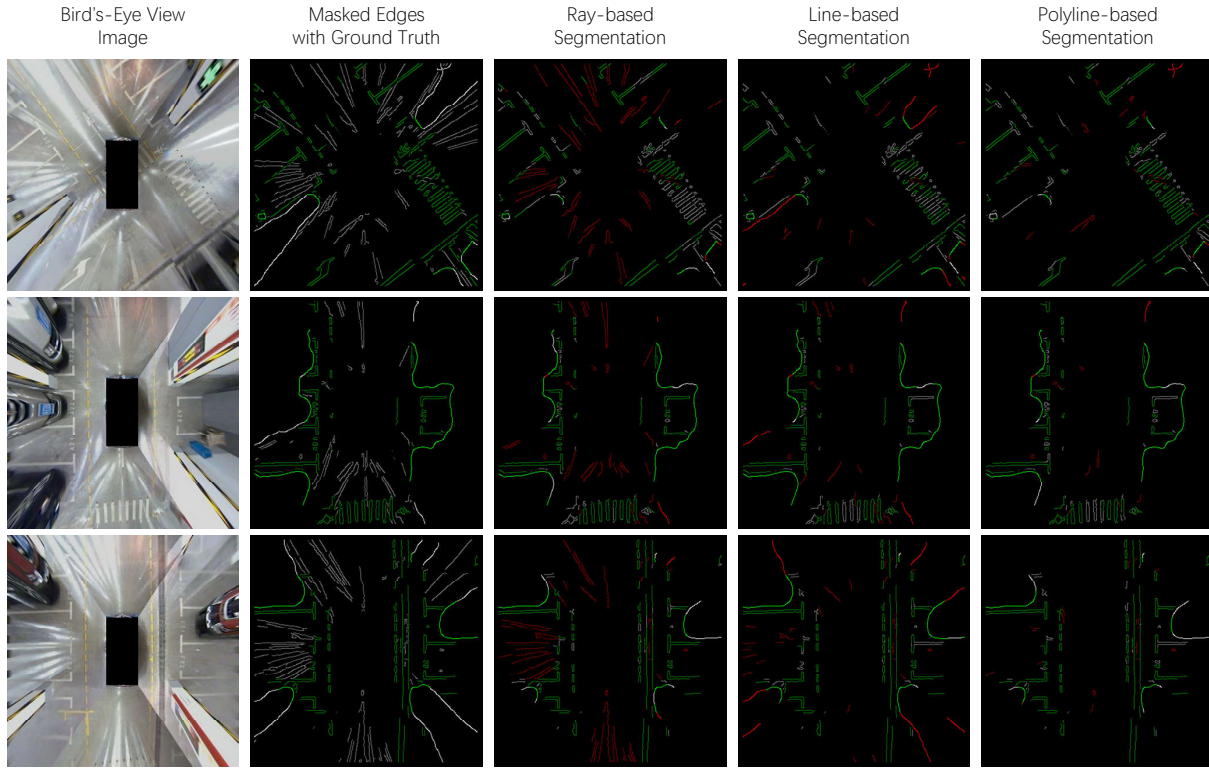 Bird's-Eye View
Image
Masked Edges
with Ground Truth
Ray-based
Segmentation
Line-based
Segmentation
Polyline-based
Segmentation